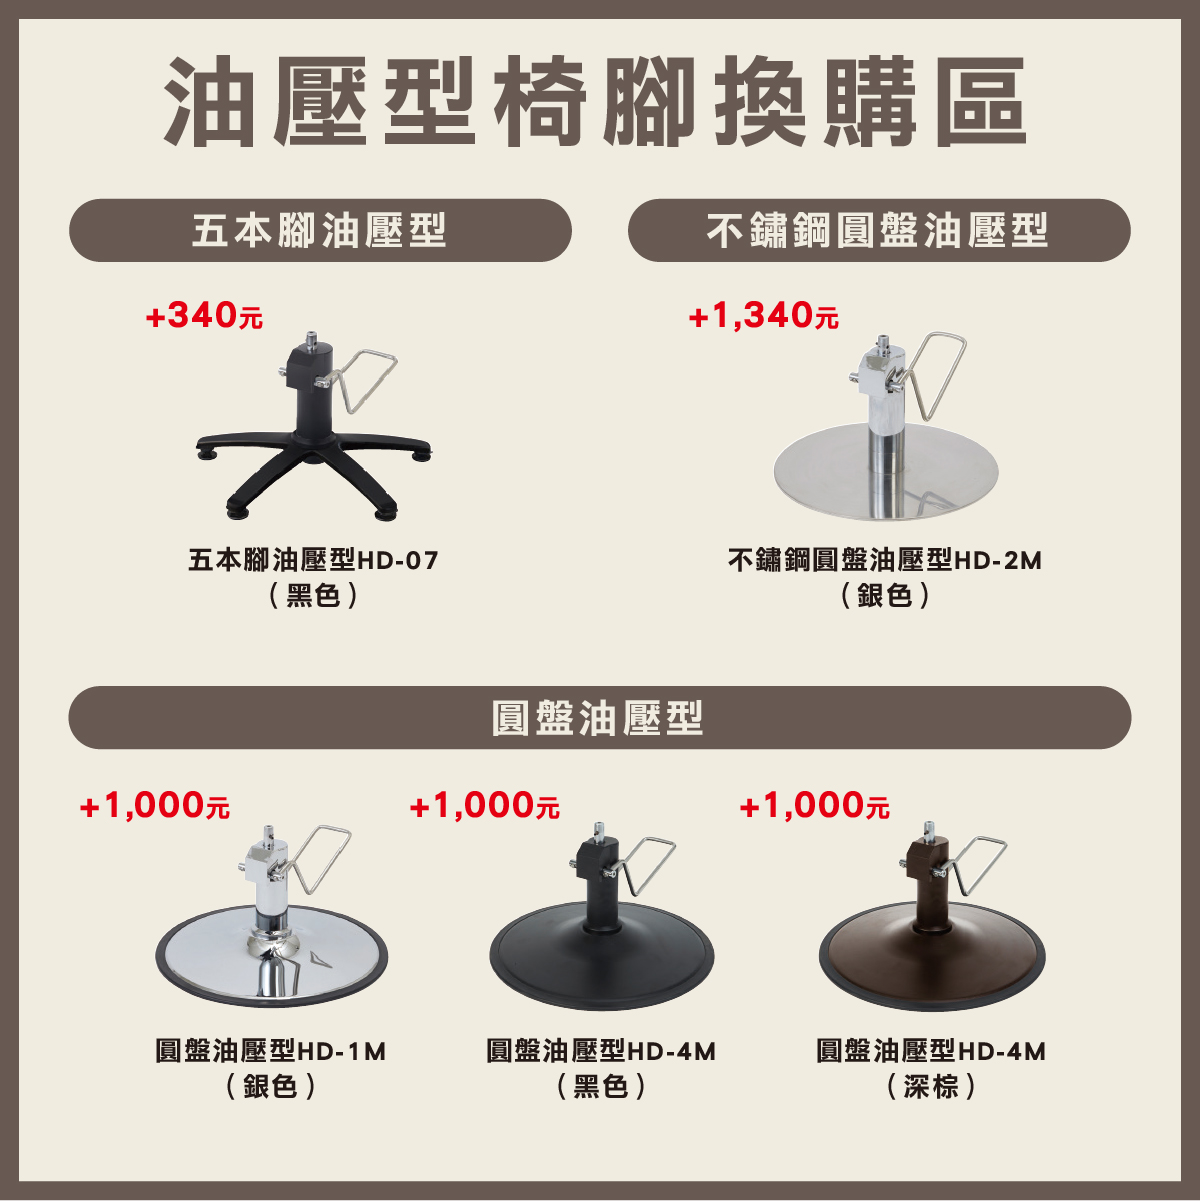 油壓型椅腳換購區
五本腳油壓型
不鏽鋼圓盤油壓型
+340元
+1,340元
五本腳油壓型HD-07
（黑色）
不鏽鋼圓盤油壓型HD-2M
（銀色）
圓盤油壓型
+1,000元
+1,000元
+1,000元
圓盤油壓型HD-1M
（銀色）
圓盤油壓型HD-4M
（黑色）
圓盤油壓型HD-4M
（深棕）